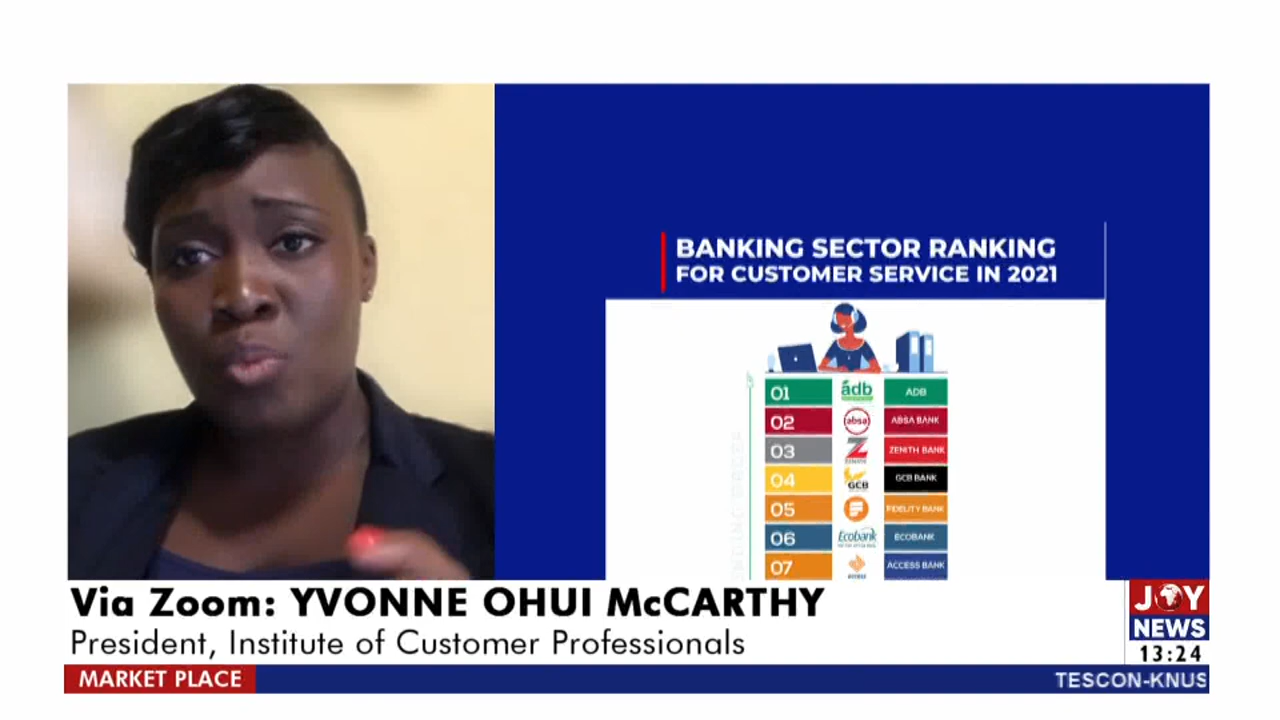 BANKING SECTOR RANKING
FOR CUSTOMER SERVICE IN 2021
01 adb ADB
02 absa ABSA BANK
03 Z ZENITH ZENITH BANK
04 GCB GCB BANK
05 F FIDELITY BANK
06 Ecobank ECOBANK
07 access ACCESS BANK
Via Zoom: YVONNE OHUI McCARTHY
President, Institute of Customer Professionals
JOY
NEWS
13:24
MARKET PLACE
TESCON-KNUS